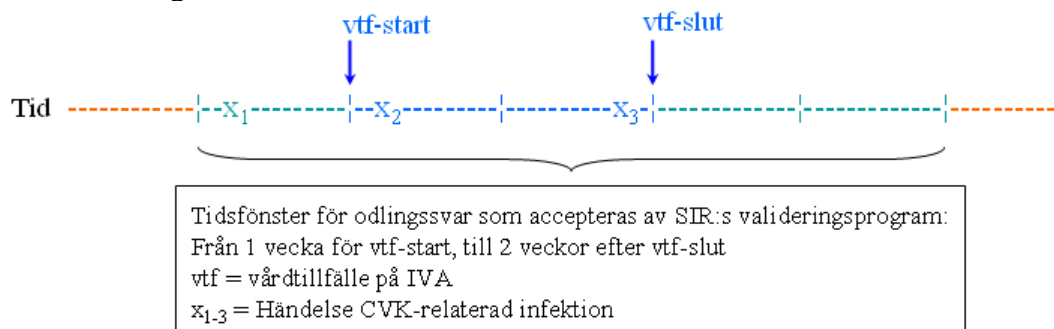 vtf-start vtf-slut
Tid x₁ x₂ x₃
Tidsfönster för odlingssvar som accepteras av SIR:s valideringsprogram:
Från 1 vecka för vtf-start, till 2 veckor efter vtf-slut
vtf = vårdtillfälle på IVA
x₁₋₃ = Händelse CVK-relaterad infektion